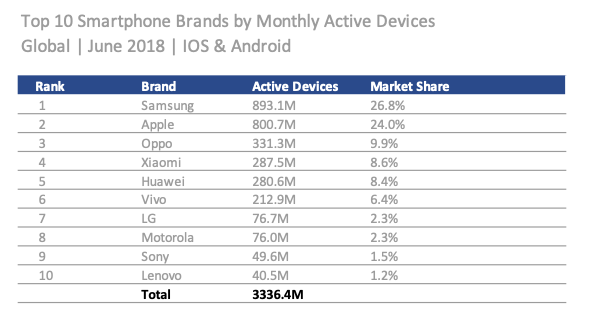 Top 10 Smartphone Brands by Monthly Active Devices
Global | June 2018 | IOS & Android
Rank Brand Active Devices Market Share
1 Samsung 893.1M 26.8%
2 Apple 800.7M 24.0%
3 Oppo 331.3M 9.9%
4 Xiaomi 287.5M 8.6%
5 Huawei 280.6M 8.4%
6 Vivo 212.9M 6.4%
7 LG 76.7M 2.3%
8 Motorola 76.0M 2.3%
9 Sony 49.6M 1.5%
10 Lenovo 40.5M 1.2%
Total 3336.4M